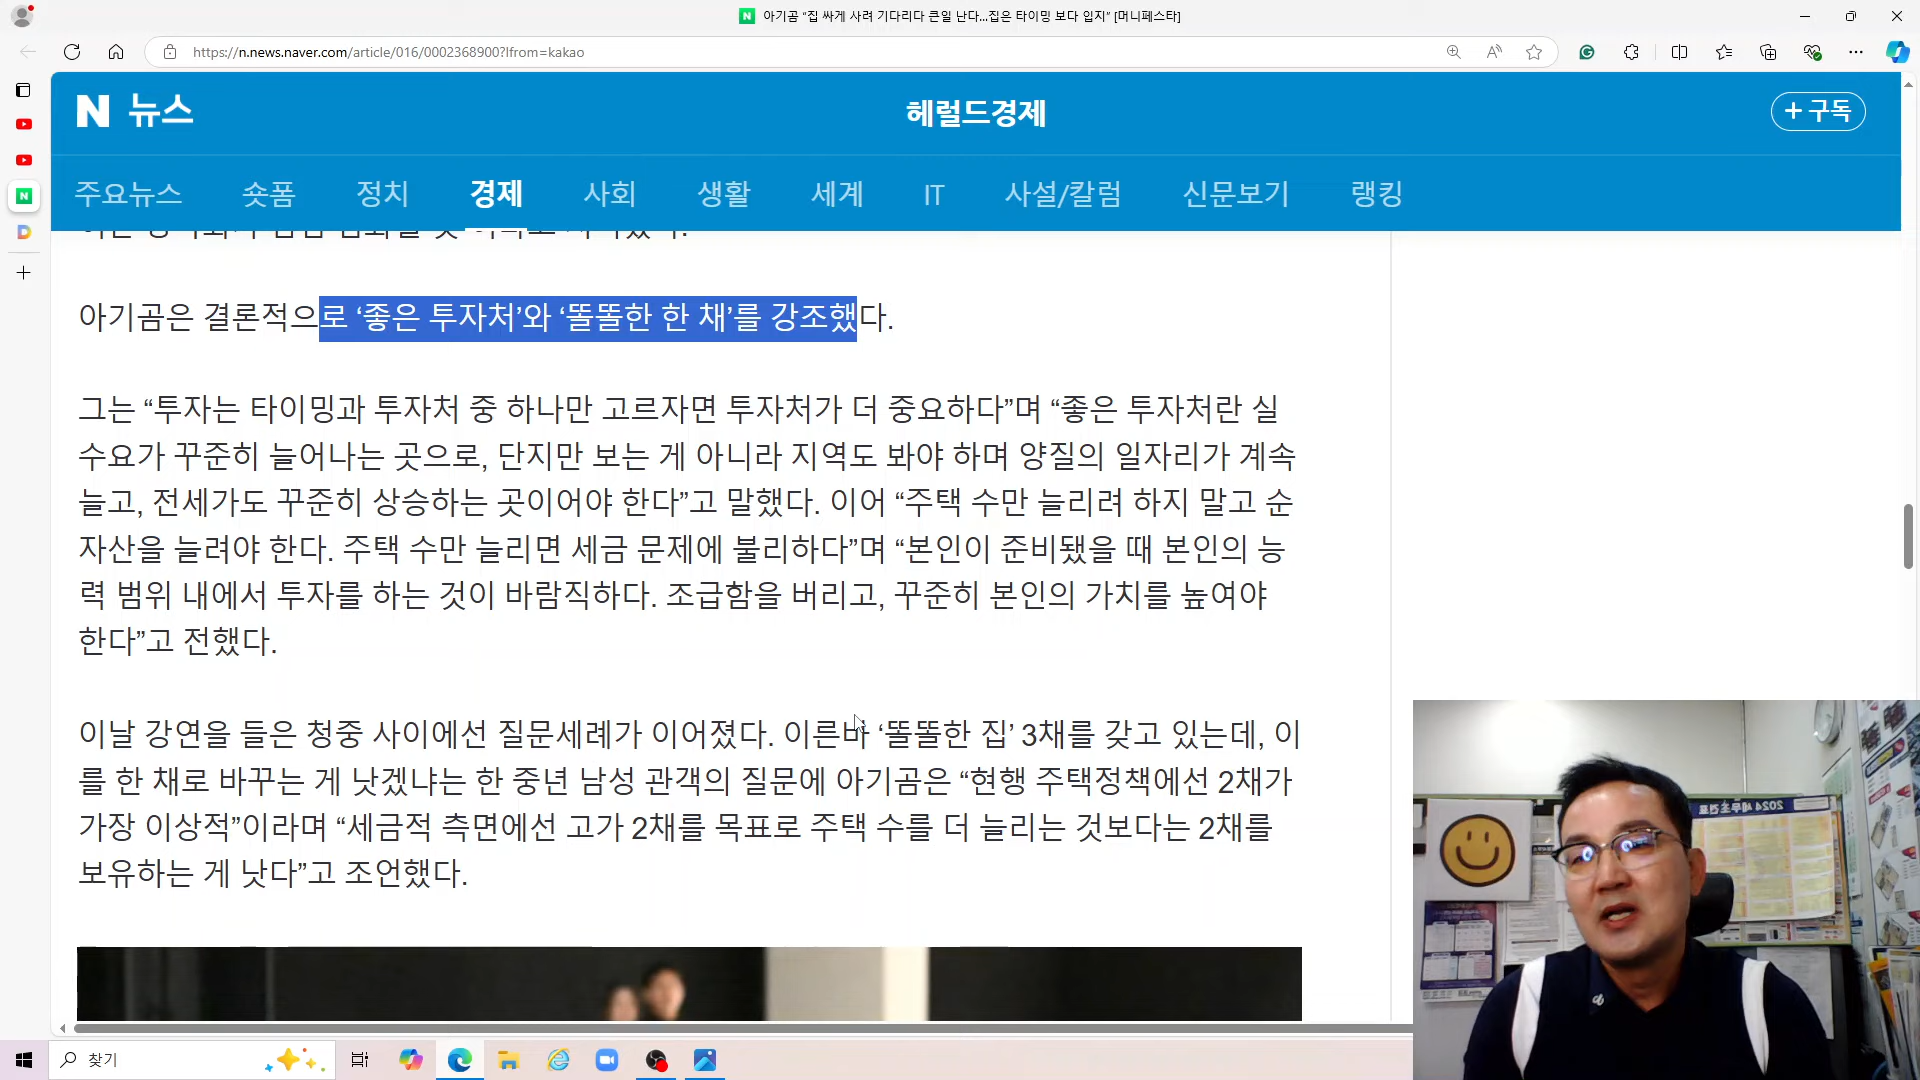 아기곰 “집 싸게 사려 기다리다 큰일 난다...집은 타이밍 보다 입지” [머니페스타]
https://n.news.naver.com/article/016/0002368900?lfrom=kakao
N 뉴스
헤럴드경제
+ 구독
주요뉴스 숏폼 정치 경제 사회 생활 세계 IT 사설/칼럼 신문보기 랭킹
아기곰은 결론적으로 ‘좋은 투자처’와 ‘똘똘한 한 채’를 강조했다.
그는 “투자는 타이밍과 투자처 중 하나만 고르자면 투자처가 더 중요하다”며 “좋은 투자처란 실
수요가 꾸준히 늘어나는 곳으로, 단지만 보는 게 아니라 지역도 봐야 하며 양질의 일자리가 계속
늘고, 전세가도 꾸준히 상승하는 곳이어야 한다”고 말했다. 이어 “주택 수만 늘리려 하지 말고 순
자산을 늘려야 한다. 주택 수만 늘리면 세금 문제에 불리하다”며 “본인이 준비됐을 때 본인의 능
력 범위 내에서 투자를 하는 것이 바람직하다. 조급함을 버리고, 꾸준히 본인의 가치를 높여야
한다”고 전했다.
이날 강연을 들은 청중 사이에선 질문세례가 이어졌다. 이른바 ‘똘똘한 집’ 3채를 갖고 있는데, 이
를 한 채로 바꾸는 게 낫겠냐는 한 중년 남성 관객의 질문에 아기곰은 “현행 주택정책에선 2채가
가장 이상적”이라며 “세금적 측면에선 고가 2채를 목표로 주택 수를 더 늘리는 것보다는 2채를
보유하는 게 낫다”고 조언했다.
찾기